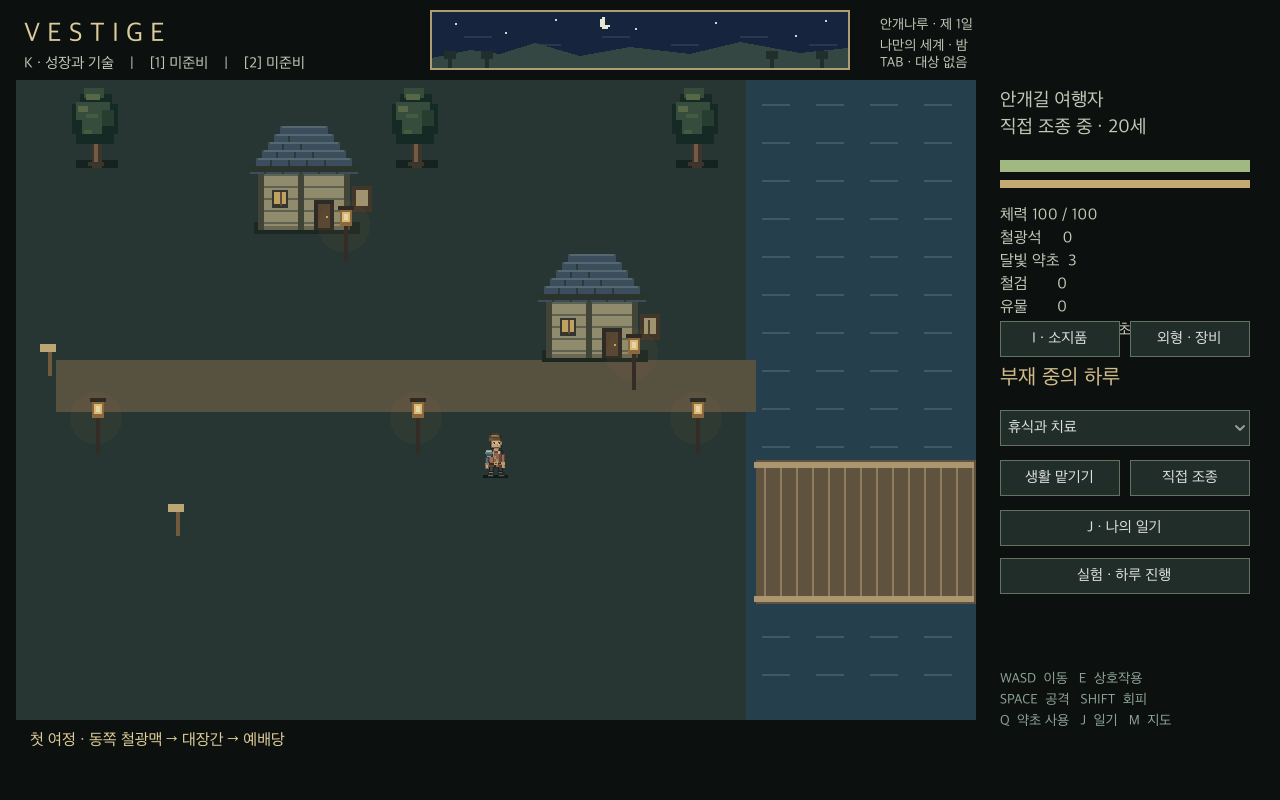 VESTIGE
K · 성장과 기술 | [1] 미준비 | [2] 미준비
안개나루 · 제 1일
나만의 세계 · 밤
TAB · 대상 없음
안개길 여행자
직접 조종 중 · 20세
체력 100 / 100
철광석 0
달빛 약초 3
철검 0
유물 0
초
I · 소지품
외형 · 장비
부재 중의 하루
휴식과 치료
생활 맡기기
직접 조종
J · 나의 일기
실험 · 하루 진행
WASD 이동 E 상호작용
SPACE 공격 SHIFT 회피
Q 약초 사용 J 일기 M 지도
첫 여정 · 동쪽 철광맥 → 대장간 → 예배당